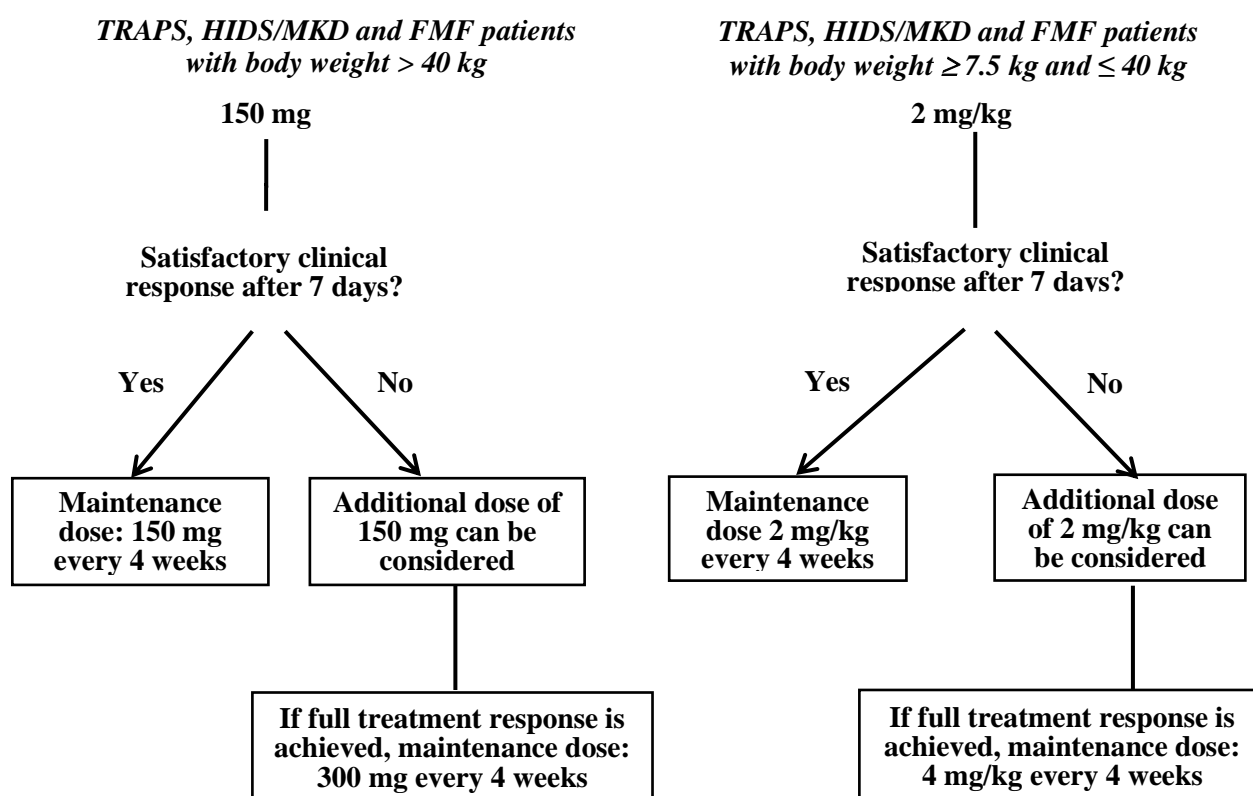 TRAPS, HIDS/MKD and FMF patients
with body weight > 40 kg
150 mg
Satisfactory clinical
response after 7 days?
Yes
No
Maintenance
dose: 150 mg
every 4 weeks
Additional dose of
150 mg can be
considered
If full treatment response is
achieved, maintenance dose:
300 mg every 4 weeks
TRAPS, HIDS/MKD and FMF patients
with body weight ≥ 7.5 kg and ≤ 40 kg
2 mg/kg
Satisfactory clinical
response after 7 days?
Yes
No
Maintenance
dose 2 mg/kg
every 4 weeks
Additional dose
of 2 mg/kg can
be considered
If full treatment response is
achieved, maintenance dose:
4 mg/kg every 4 weeks